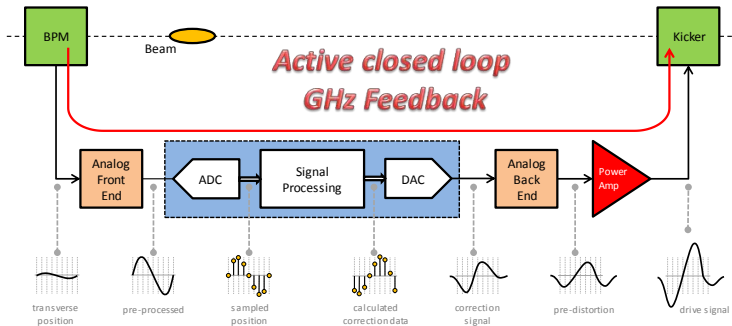 BPM
Kicker
Beam
Active closed loop
GHz Feedback
Analog
Front
End
ADC
Signal
Processing
DAC
Analog
Back
End
Power
Amp
transverse
position
pre-processed
sampled
position
calculated
correction data
correction
signal
pre-distortion
drive signal